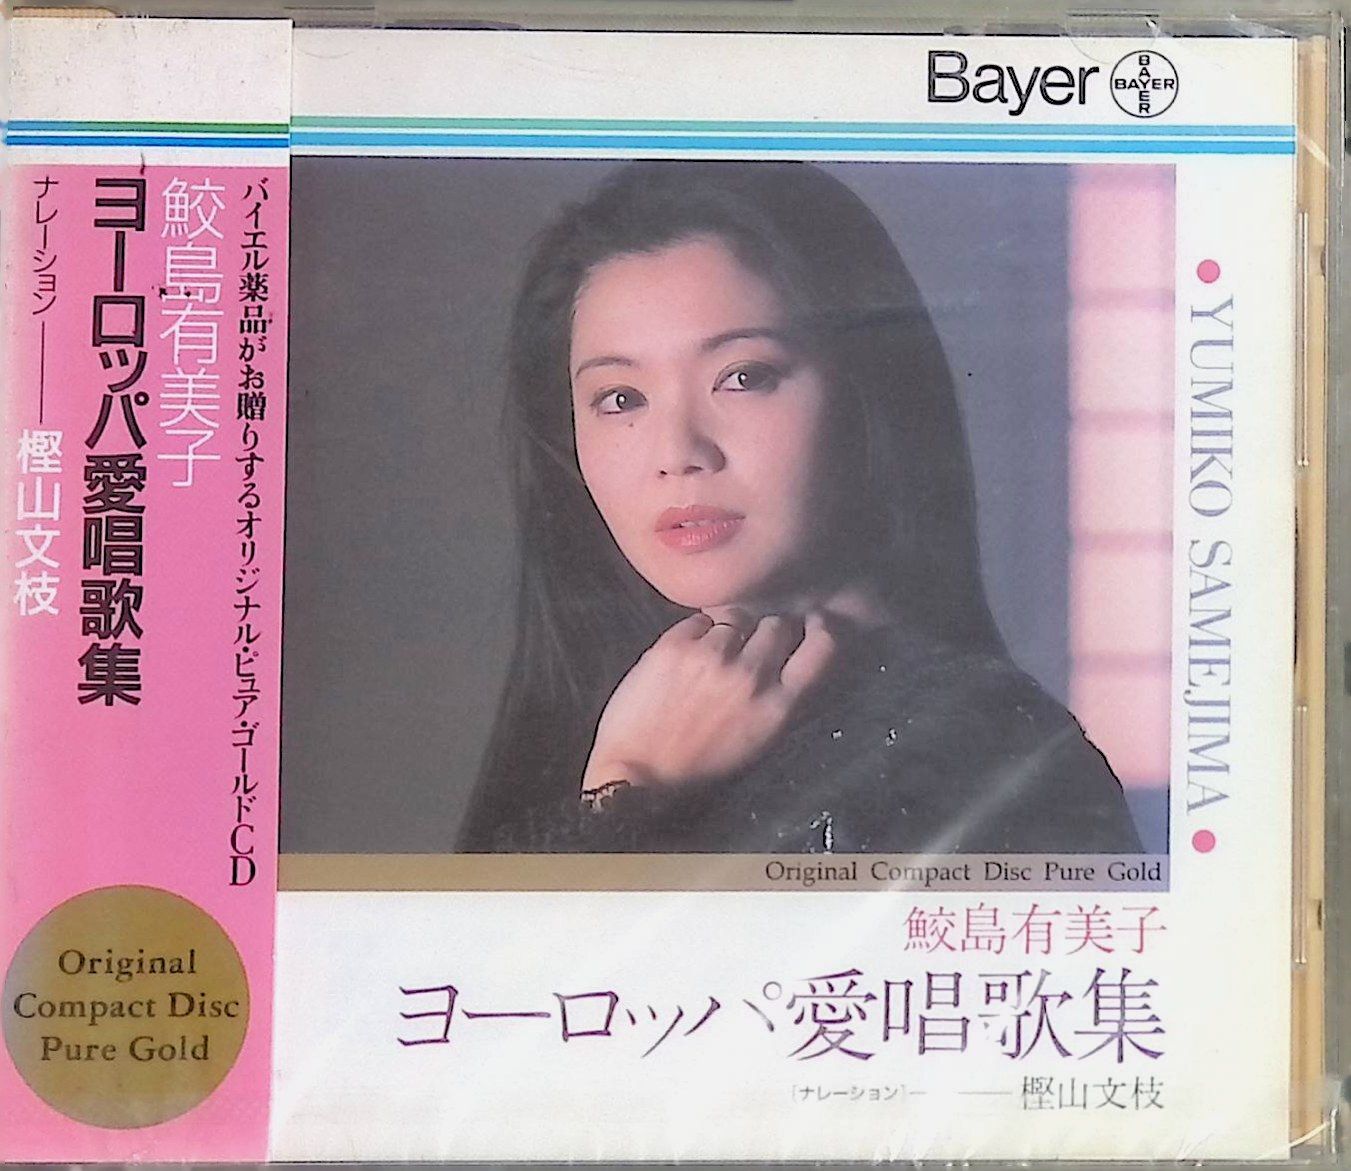 Bayer
BAYER
BAYER
バイエル薬品がお贈りするオリジナル・ピュア・ゴールドCD
鮫島有美子
ヨーロッパ愛唱歌集
ナレーション——樫山文枝
Original
Compact Disc
Pure Gold
●YUMIKO SAMEJIMA●
Original Compact Disc Pure Gold
鮫島有美子
ヨーロッパ愛唱歌集
[ナレーション]——樫山文枝